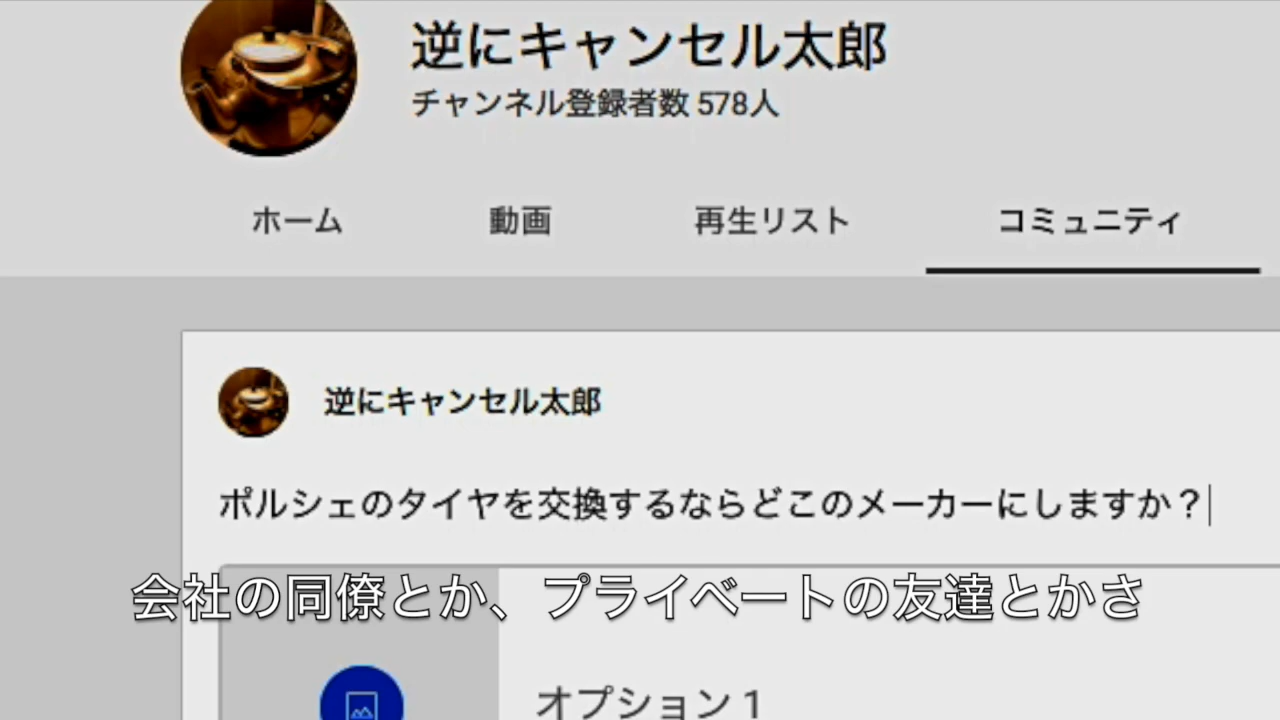 逆にキャンセル太郎
チャンネル登録者数 578人
ホーム 動画 再生リスト コミュニティ
逆にキャンセル太郎
ポルシェのタイヤを交換するならどこのメーカーにしますか？
会社の同僚とか、プライベートの友達とかさ
オプション 1